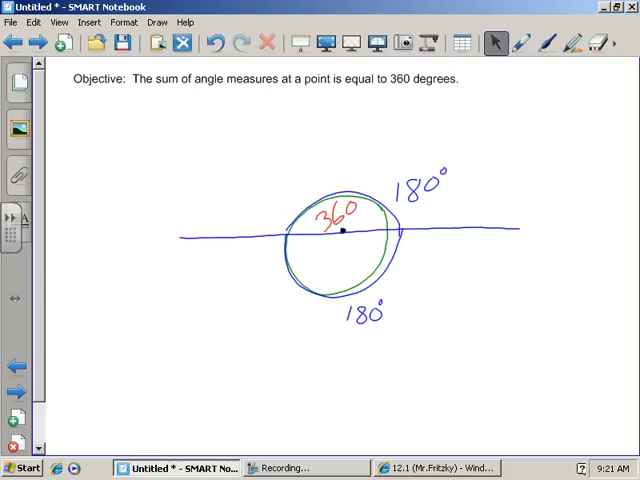 Untitled * - SMART Notebook
File Edit View Insert Format Draw Help
Objective: The sum of angle measures at a point is equal to 360 degrees.
180°
360
180°
Start
Untitled * - SMART No...
Recording...
12.1 (Mr.Fritzky) - Wind...
9:21 AM